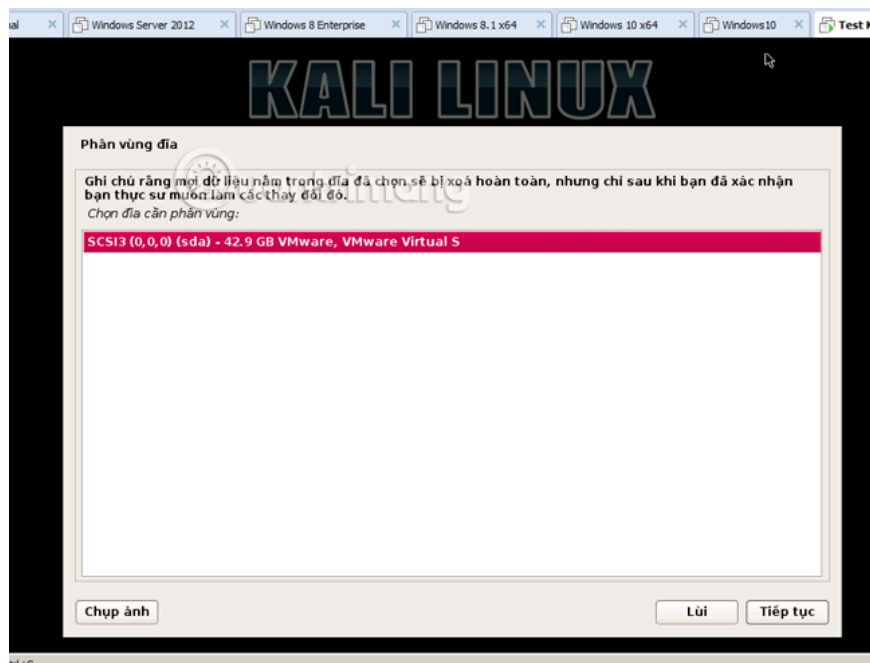 Windows Server 2012
Windows 8 Enterprise
Windows 8.1 x64
Windows 10 x64
Windows10
Test
KALI LINUX
Phân vùng đĩa
Ghi chú rằng mọi dữ liệu nằm trong đĩa đã chọn sẽ bị xoá hoàn toàn, nhưng chỉ sau khi bạn đã xác nhận
bạn thực sự muốn làm các thay đổi đó.
Chọn đĩa cần phân vùng:
SCSI3 (0,0,0) (sda) - 42.9 GB VMware, VMware Virtual S
Chụp ảnh
Lùi
Tiếp tục